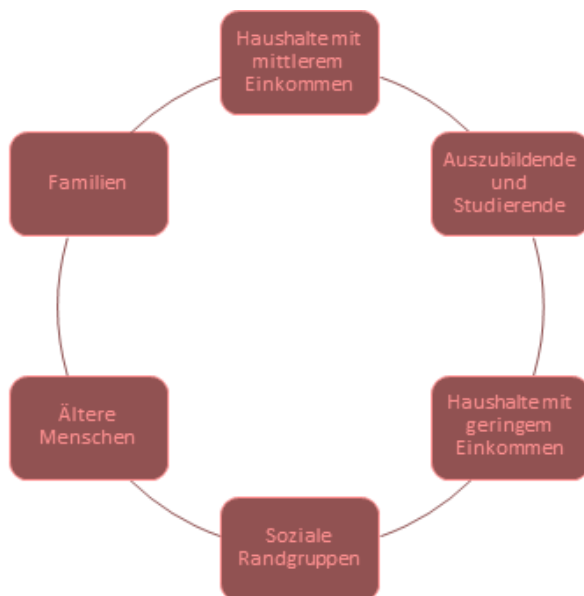 Haushalte mit
mittlerem
Einkommen
Auszubildende
und
Studierende
Haushalte mit
geringem
Einkommen
Soziale
Randgruppen
Ältere
Menschen
Familien